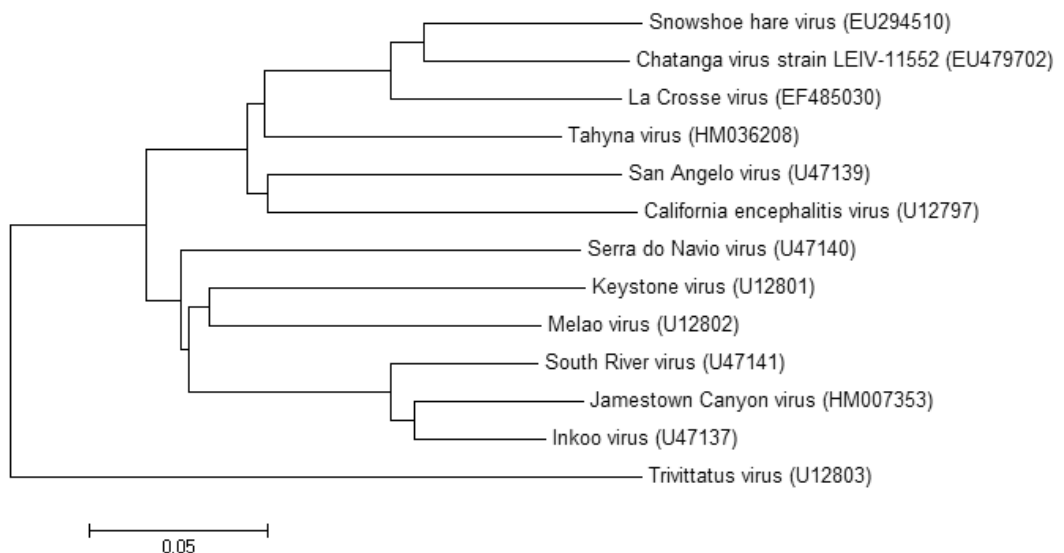 Snowshoe hare virus (EU294510)
Chatanga virus strain LEIV-11552 (EU479702)
La Crosse virus (EF485030)
Tahyna virus (HM036208)
San Angelo virus (U47139)
California encephalitis virus (U12797)
Serra do Navio virus (U47140)
Keystone virus (U12801)
Melao virus (U12802)
South River virus (U47141)
Jamestown Canyon virus (HM007353)
Inkoo virus (U47137)
Trivittatus virus (U12803)
0.05